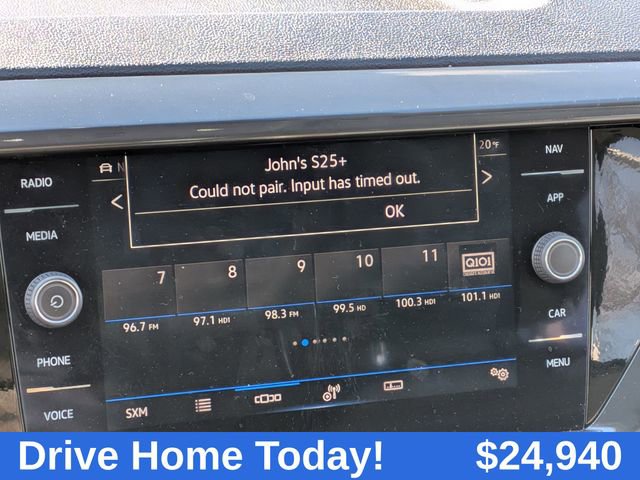 John's S25+
Could not pair. Input has timed out.
OK
N
20°F
RADIO
MEDIA
PHONE
VOICE
NAV
APP
CAR
MENU
7 8 9 10 11 Q101
96.7 FM 97.1 HD1 98.3 FM 99.5 HD 100.3 HD1 101.1 HD1
SXM
Drive Home Today! $24,940